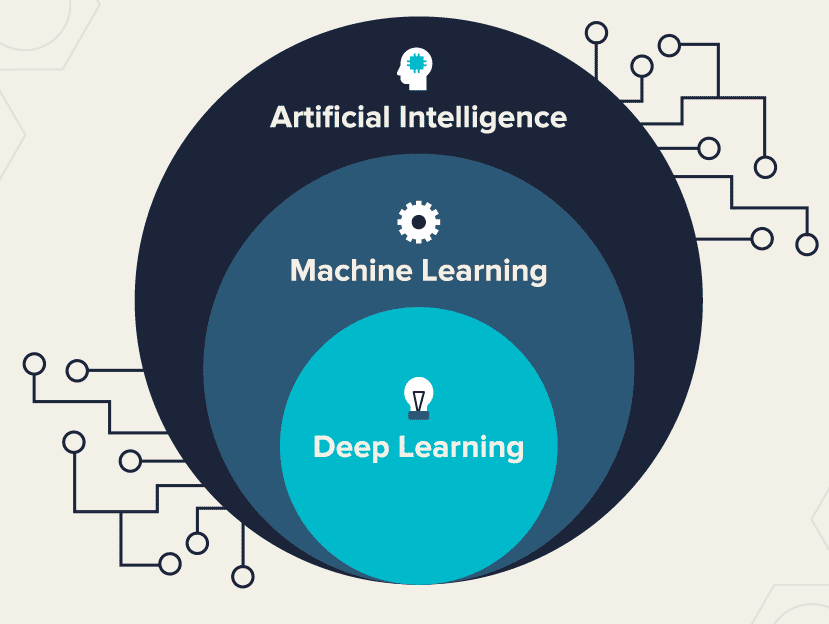 Artificial Intelligence
Machine Learning
Deep Learning